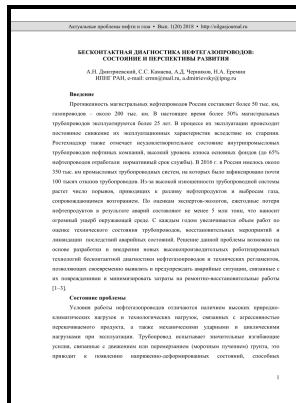 Актуальные проблемы нефти и газа • Вып. 1(20) 2018 • http://oilgasjournal.ru
БЕСКОНТАКТНАЯ ДИАГНОСТИКА НЕФТЕГАЗОПРОВОДОВ:
СОСТОЯНИЕ И ПЕРСПЕКТИВЫ РАЗВИТИЯ
А.Н. Дмитриевский, С.С. Камаева, А.Д. Черников, Н.А. Еремин
ИПНГ РАН, e-mail: ermn@mail.ru, a.dmitrievsky@ipng.ru
Введение
Протяженность магистральных нефтепроводов России составляет более 50 тыс. км,
газопроводов – около 200 тыс. км. В настоящее время более 50% магистральных
трубопроводов эксплуатируется более 25 лет. В процессе их эксплуатации происходит
постепенное снижение их эксплуатационных характеристик вследствие их старения.
Ростехнадзор также отмечает неудовлетворительное состояние внутрипромысловых
трубопроводов нефтяных компаний, высокий уровень износа основных фондов (до 65%
нефтепроводов отработали нормативный срок службы). В 2016 г. в России имелось около
350 тыс. км промысловых трубопроводных систем, на которых было зафиксировано почти
100 тысяч отказов трубопроводов. Из-за высокой изношенности трубопроводной системы
растет число порывов, приводящих к розливу нефтепродуктов и выбросам газа,
сопровождающимся возгоранием. По оценкам экспертов-экологов, ежегодные потери
нефтепродуктов в результате аварий составляют не менее 5 млн тонн, что наносит
огромный ущерб окружающей среде. С каждым годом увеличивается объем работ по
оценке технического состояния трубопроводов, восстановительных мероприятий и
ликвидации последствий аварийных состояний. Решение данной проблемы возможно на
основе разработки и внедрения новых высокопроизводительных роботизированных
технологий бесконтактной диагностики нефтегазопроводов и технических регламентов,
позволяющих своевременно выявлять и предупреждать аварийные ситуации, связанные с
их повреждениями и минимизировать затраты на ремонтно-восстановительные работы
[1–3].
Состояние проблемы
Условия работы нефтегазопроводов отличаются наличием высоких природно-
климатических нагрузок и технологических нагрузок, связанных с агрессивностью
перекачиваемого продукта, а также механическими ударными и циклическими
нагрузками при эксплуатации. Трубопровод испытывает значительные изгибающие
усилия, связанные с движением или перемерзанием (морозным пучением) грунта, это
приводит к появлению напряженно-деформированных состояний, способных
1